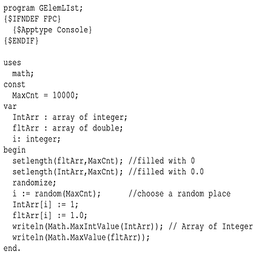 program GElemLIst;
{$IFNDEF FPC}
  {$Apptype Console}
{$ENDIF}

uses
  math;
const
  MaxCnt = 10000;
var
  IntArr : array of integer;
  fltArr : array of double;
  i: integer;
begin
  setlength(fltArr,MaxCnt); //filled with 0
  setlength(IntArr,MaxCnt); //filled with 0.0
  randomize;
  i := random(MaxCnt);      //choose a random place
  IntArr[i] := 1;
  fltArr[i] := 1.0;
  writeln(Math.MaxIntValue(IntArr)); // Array of Integer
  writeln(Math.MaxValue(fltArr));
end.